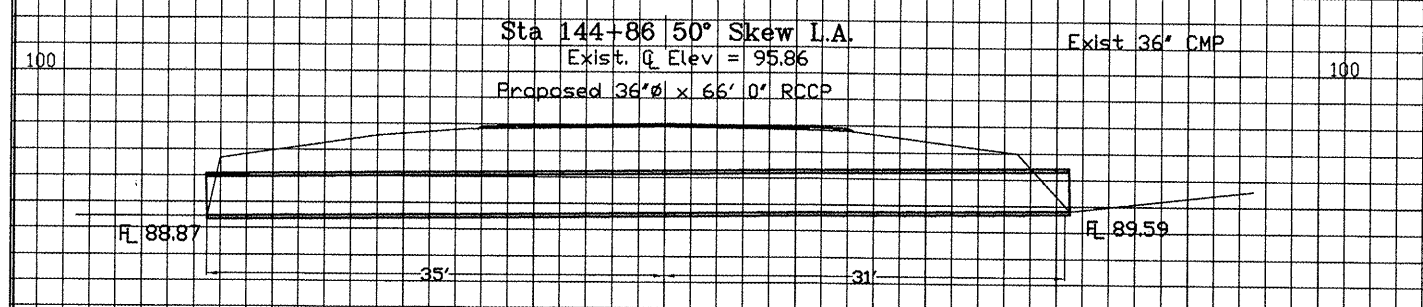 Sta 144+86 50° Skew L.A.
Exist. ℄ Elev = 95.86
Proposed 36"ø x 66' 0" RCCP
Exist 36" CMP
100
100
FL 88.87
FL 89.59
35'
31'